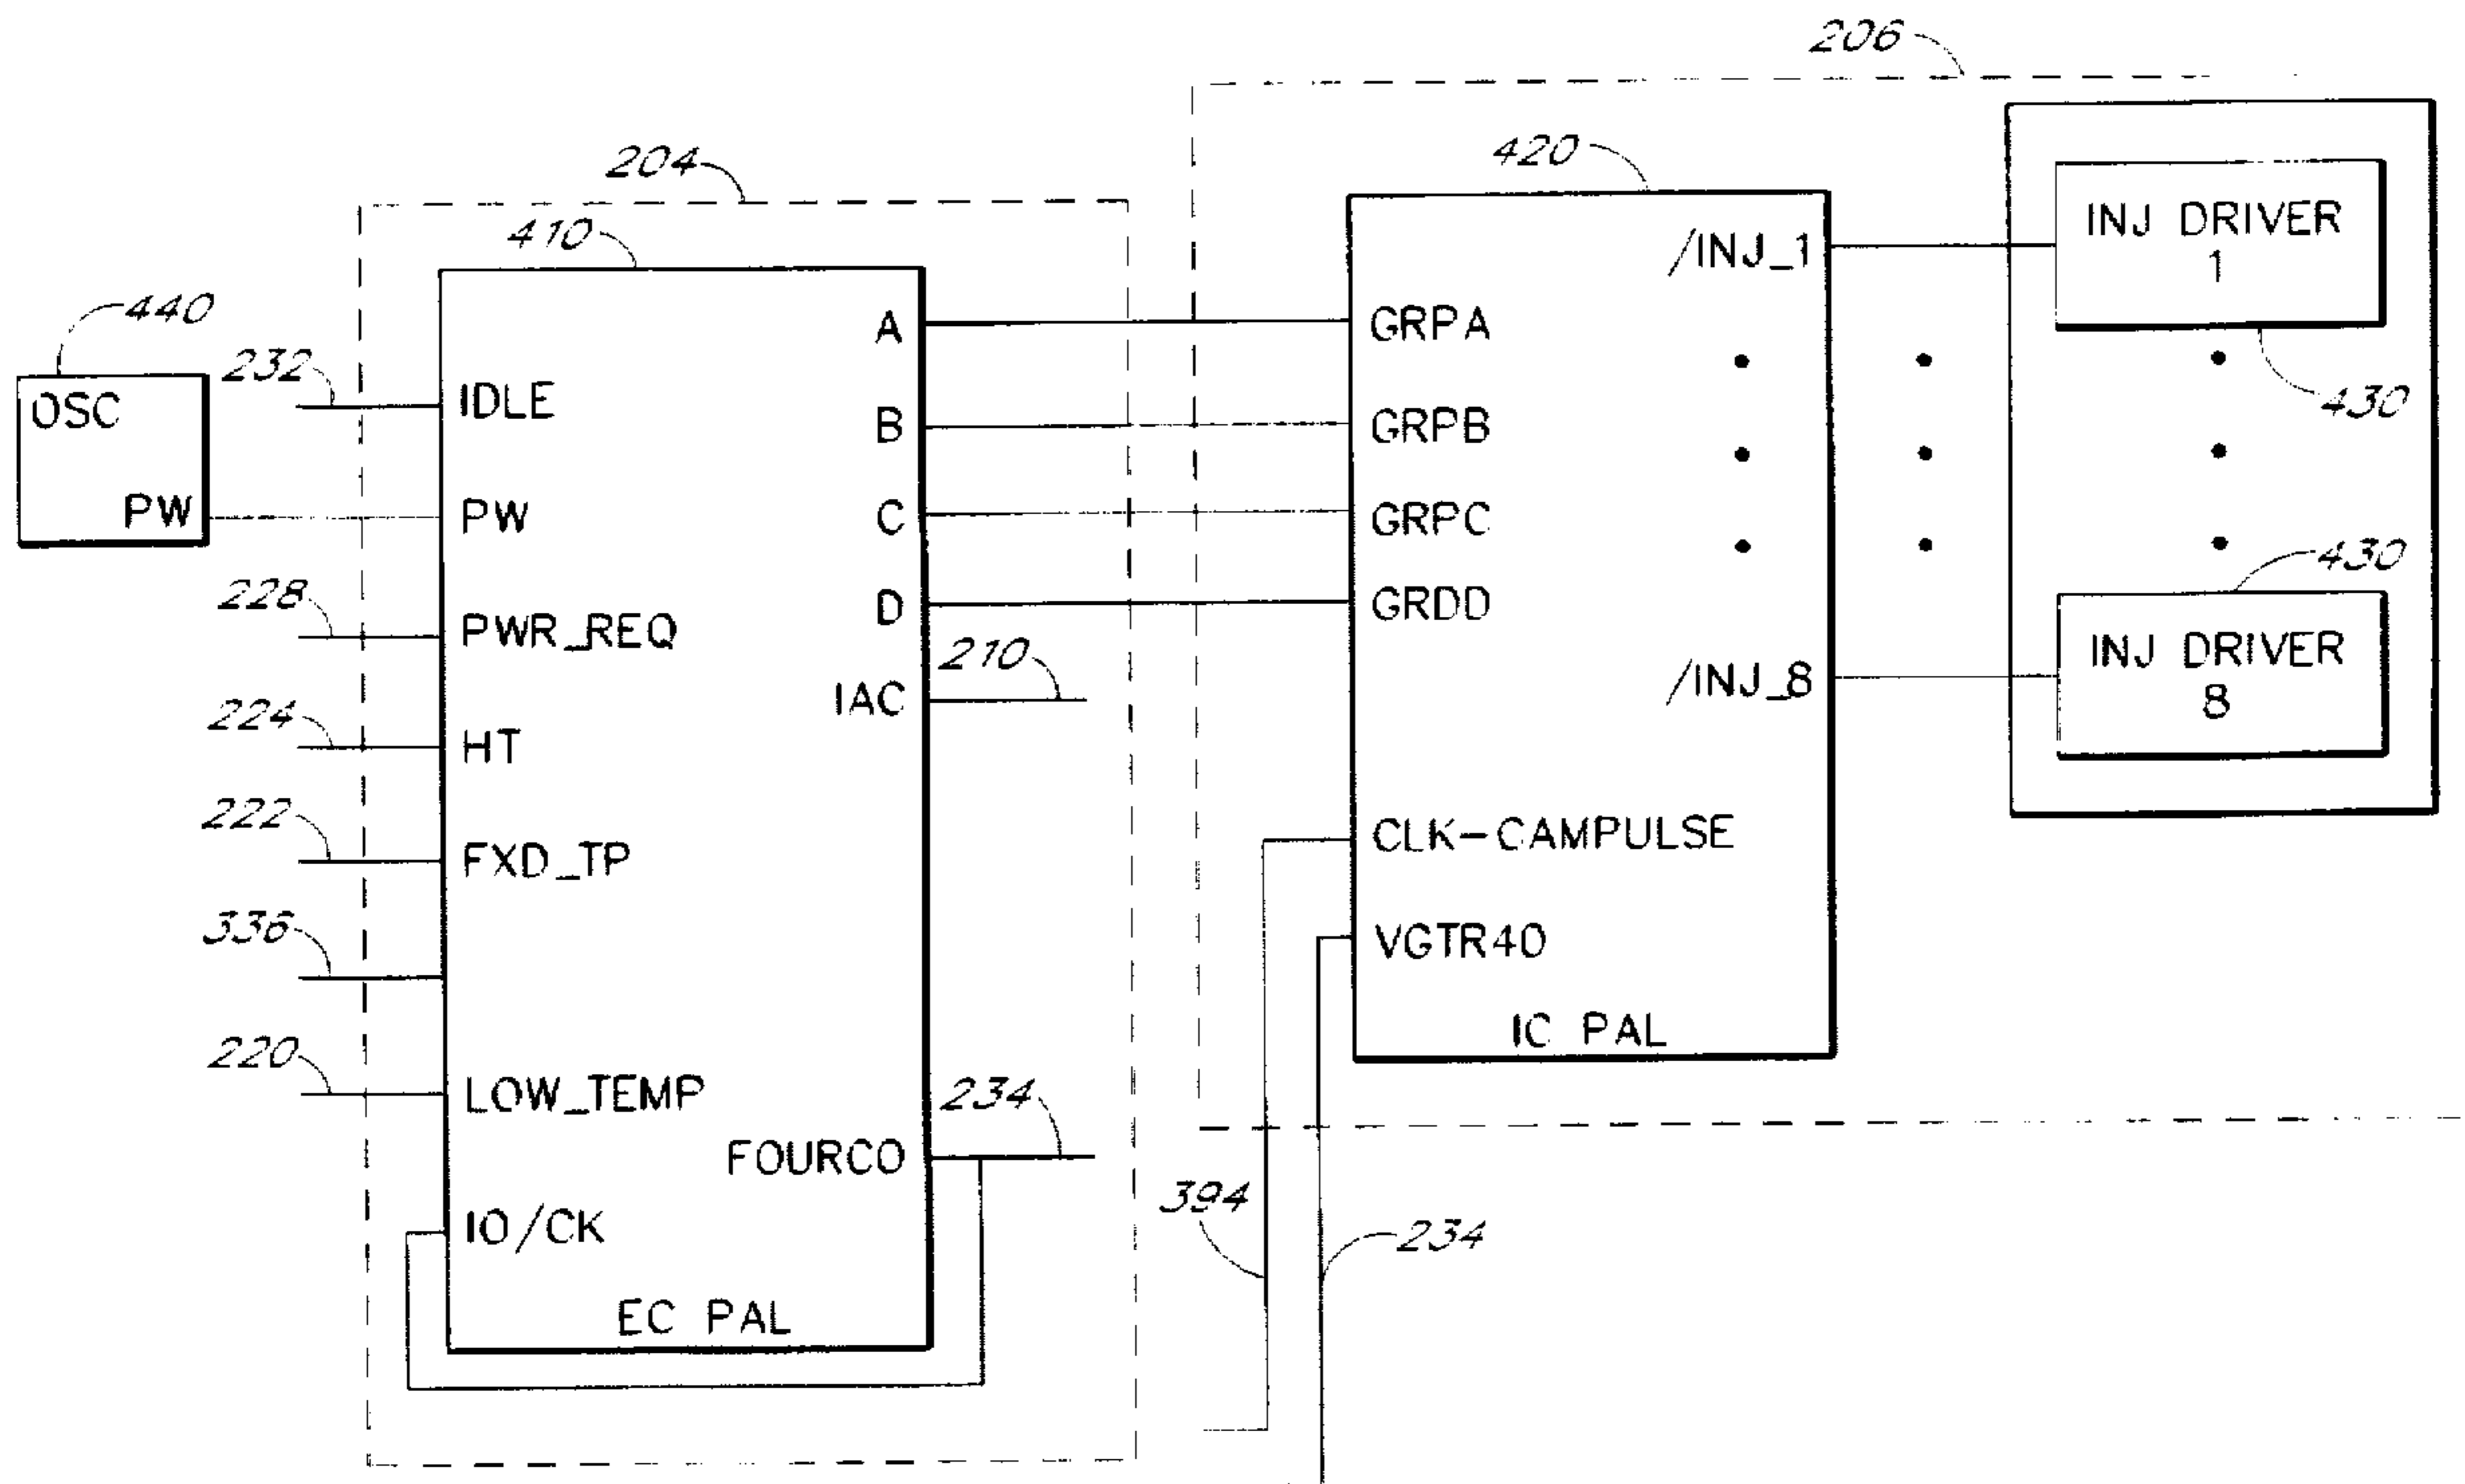 206
204
420
410
440
232
OSC
PW
IDLE
PW
228
PWR_REQ
224
HT
222
FXD_TP
336
220
LOW_TEMP
IO/CK
EC PAL
A
B
C
D
IAC
210
FOURCO
234
GRPA
GRPB
GRPC
GRDD
/INJ_1
/INJ_8
CLK-CAMPULSE
VGTR40
IC PAL
394
234
INJ DRIVER
1
430
430
INJ DRIVER
8